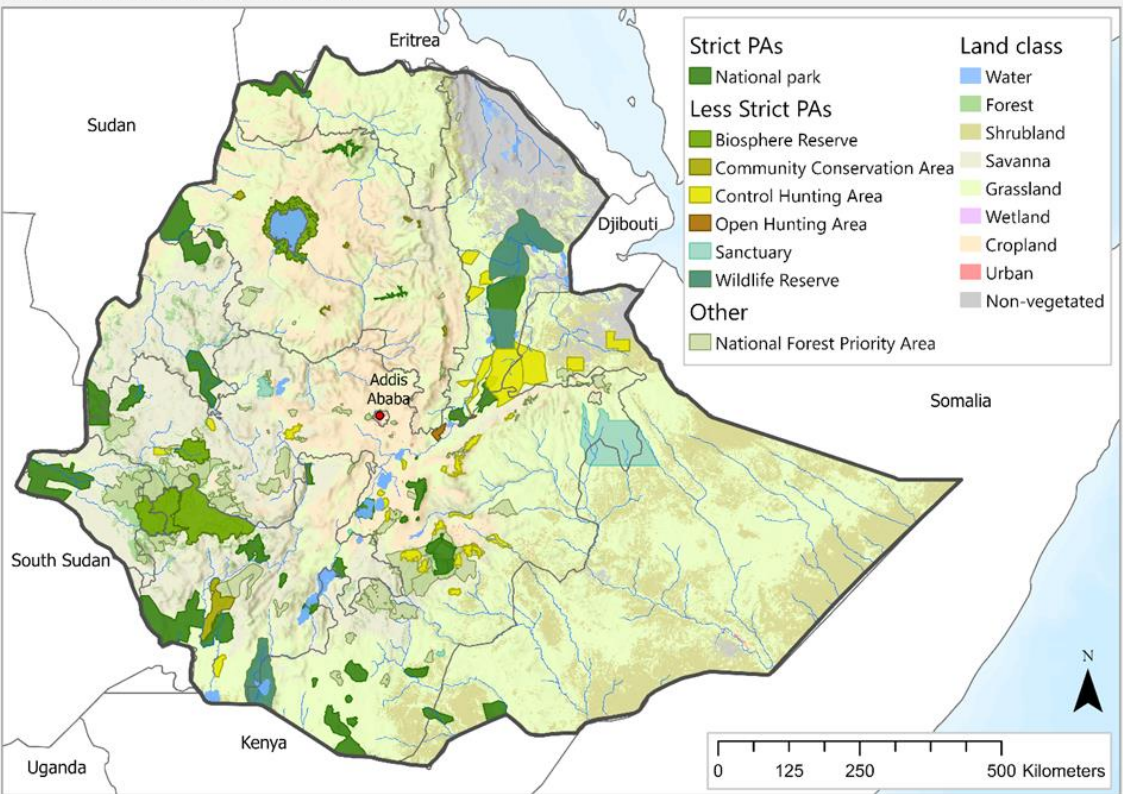 Eritrea
Sudan
Djibouti
Addis
Ababa
Somalia
South Sudan
Kenya
Uganda
Strict PAs
National park
Less Strict PAs
Biosphere Reserve
Community Conservation Area
Control Hunting Area
Open Hunting Area
Sanctuary
Wildlife Reserve
Other
National Forest Priority Area
Land class
Water
Forest
Shrubland
Savanna
Grassland
Wetland
Cropland
Urban
Non-vegetated
N
0 125 250 500 Kilometers